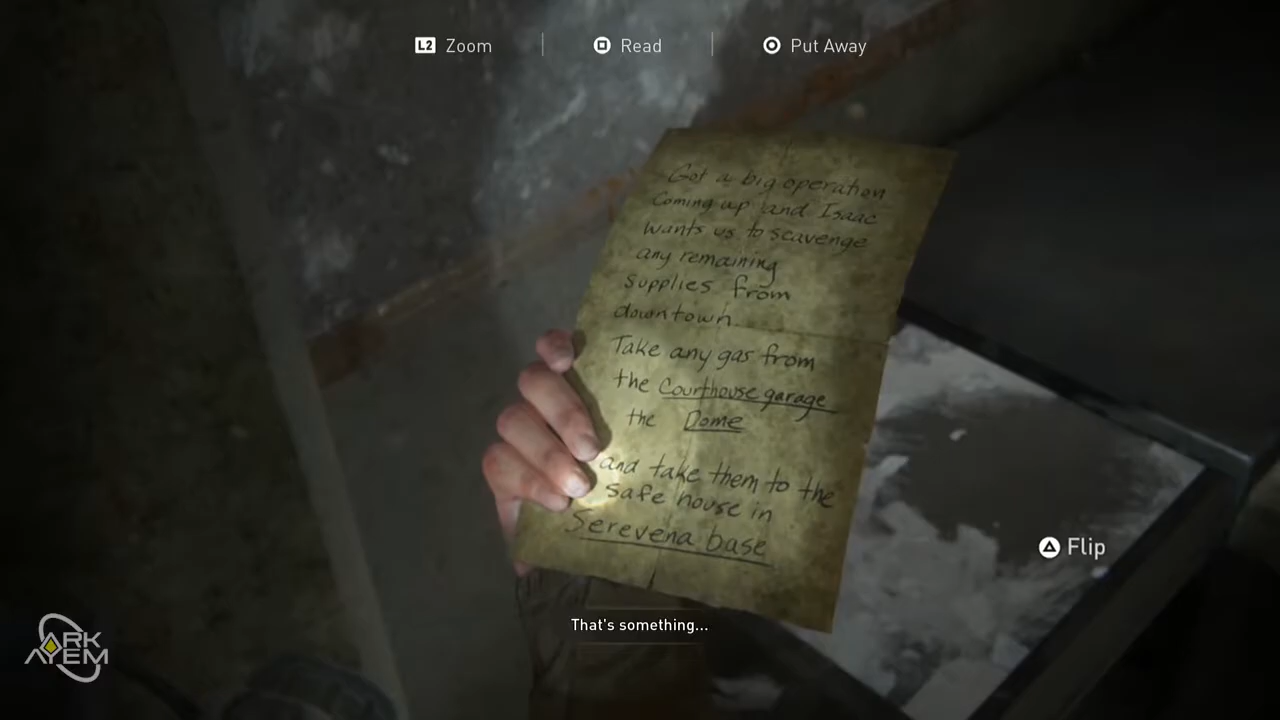 L2 Zoom
Read
Put Away
Got a big operation
Coming up and Isaac
wants us to scavenge
any remaining
supplies from
downtown.
Take any gas from
the Courthouse garage
the Dome
and take them to the
safe house in
Serevena base
Flip
That's something...
ARK
AYEM